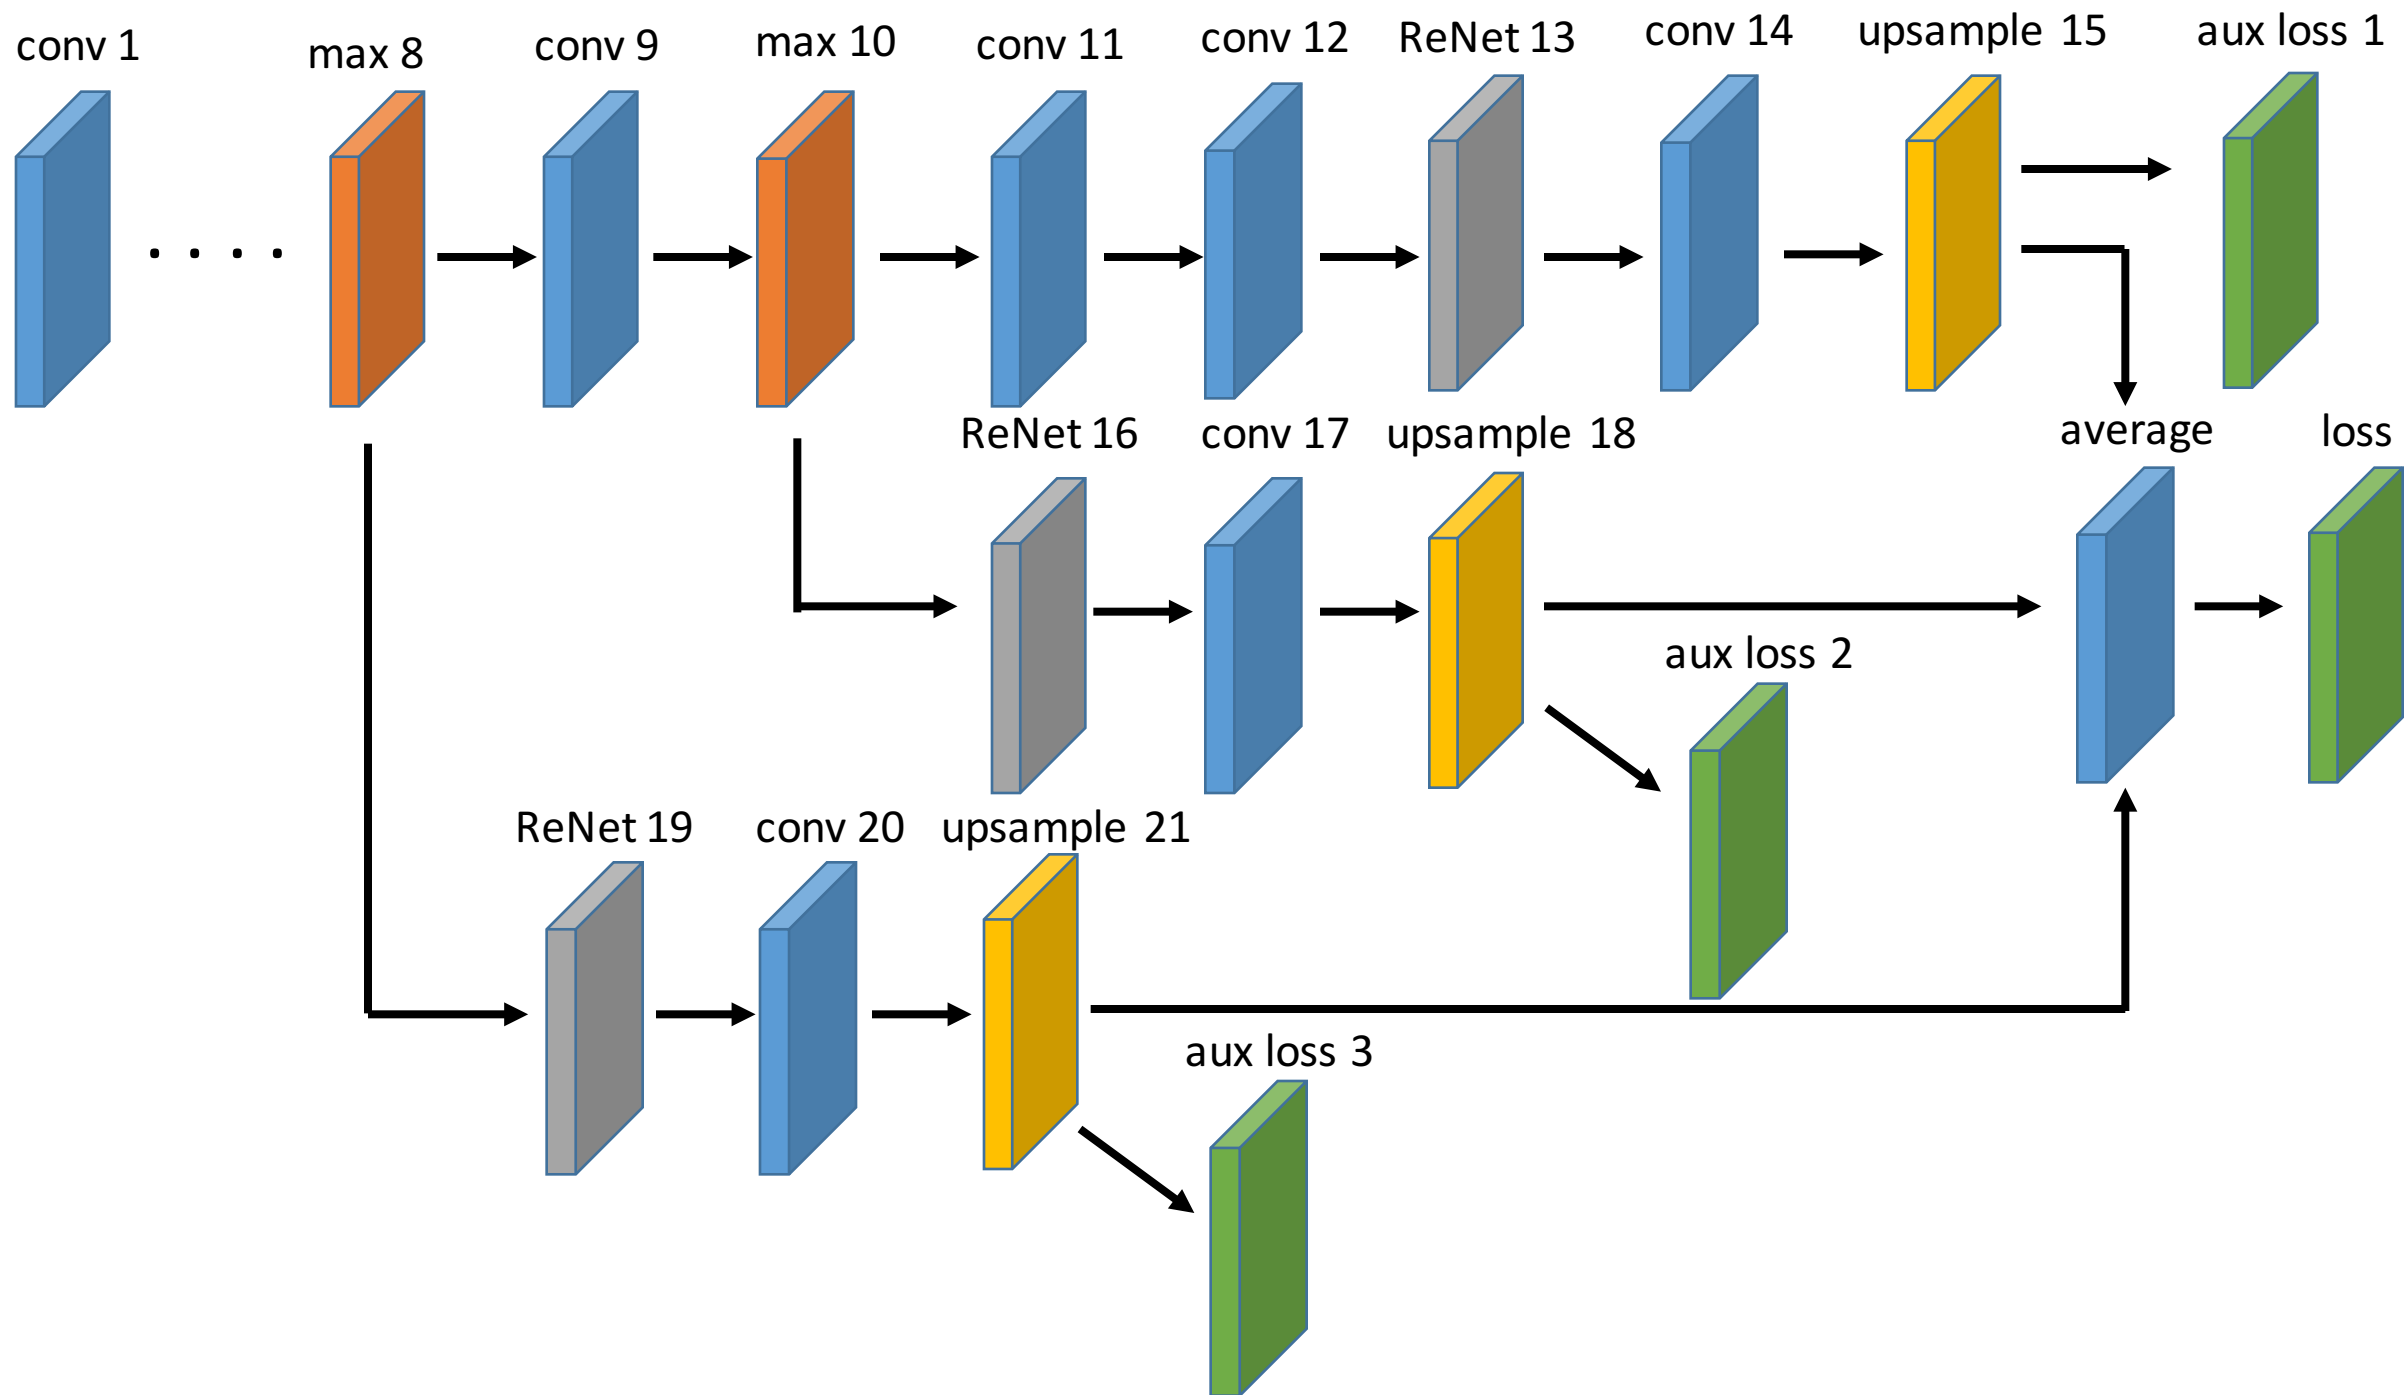 conv 1
max 8
conv 9
max 10
conv 11
conv 12
ReNet 13
conv 14
upsample 15
aux loss 1
ReNet 16
conv 17
upsample 18
average
loss
aux loss 2
ReNet 19
conv 20
upsample 21
aux loss 3